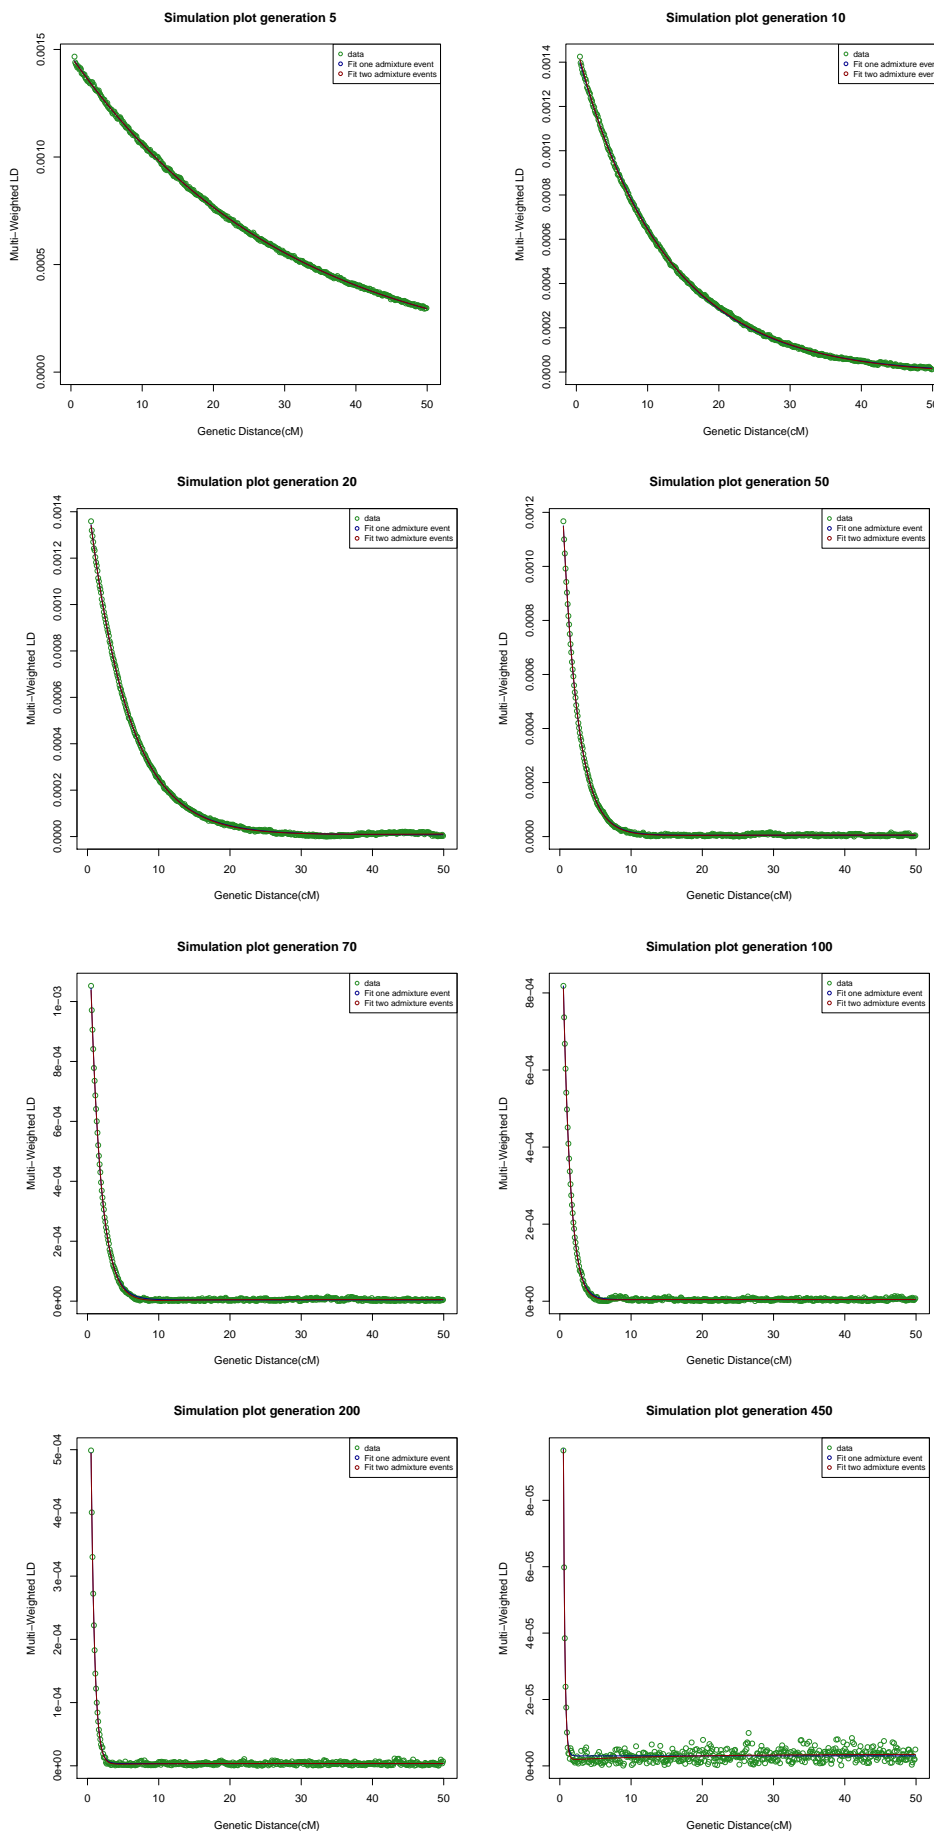 Simulation plot generation 5
data
Fit one admixture event
Fit two admixture events
Multi−Weighted LD
0.0000 0.0005 0.0010 0.0015
0 10 20 30 40 50
Genetic Distance(cM)
Simulation plot generation 10
data
Fit one admixture even
Fit two admixture even
Multi−Weighted LD
0.0000 0.0002 0.0004 0.0006 0.0008 0.0010 0.0012 0.0014
0 10 20 30 40 50
Genetic Distance(cM)
Simulation plot generation 20
data
Fit one admixture event
Fit two admixture events
Multi−Weighted LD
0.0000 0.0002 0.0004 0.0006 0.0008 0.0010 0.0012 0.0014
0 10 20 30 40 50
Genetic Distance(cM)
Simulation plot generation 50
data
Fit one admixture event
Fit two admixture events
Multi−Weighted LD
0.0000 0.0002 0.0004 0.0006 0.0008 0.0010 0.0012
0 10 20 30 40 50
Genetic Distance(cM)
Simulation plot generation 70
data
Fit one admixture event
Fit two admixture events
Multi−Weighted LD
0e+00 2e−04 4e−04 6e−04 8e−04 1e−03
0 10 20 30 40 50
Genetic Distance(cM)
Simulation plot generation 100
data
Fit one admixture event
Fit two admixture events
Multi−Weighted LD
0e+00 2e−04 4e−04 6e−04 8e−04
0 10 20 30 40 50
Genetic Distance(cM)
Simulation plot generation 200
data
Fit one admixture event
Fit two admixture events
Multi−Weighted LD
0e+00 1e−04 2e−04 3e−04 4e−04 5e−04
0 10 20 30 40 50
Genetic Distance(cM)
Simulation plot generation 450
data
Fit one admixture event
Fit two admixture events
Multi−Weighted LD
0e+00 2e−05 4e−05 6e−05 8e−05
0 10 20 30 40 50
Genetic Distance(cM)